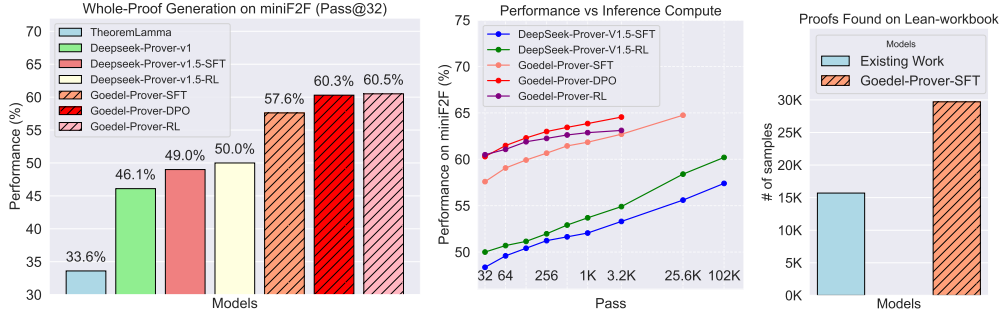 Whole-Proof Generation on miniF2F (Pass@32)
Performance (%)
70
65
60
55
50
45
40
35
30
TheoremLamma
Deepseek-Prover-v1
Deepseek-Prover-v1.5-SFT
Deepseek-Prover-v1.5-RL
Goedel-Prover-SFT
Goedel-Prover-DPO
Goedel-Prover-RL
33.6%
46.1%
49.0%
50.0%
57.6%
60.3%
60.5%
Models
Performance vs Inference Compute
Performance on miniF2F (%)
75
70
65
60
55
50
DeepSeek-Prover-V1.5-SFT
DeepSeek-Prover-V1.5-RL
Goedel-Prover-SFT
Goedel-Prover-DPO
Goedel-Prover-RL
32 64 256 1K 3.2K 25.6K 102K
Pass
Proofs Found on Lean-workbook
Models
Existing Work
Goedel-Prover-SFT
# of samples
30K
25K
20K
15K
10K
5K
0K
Models